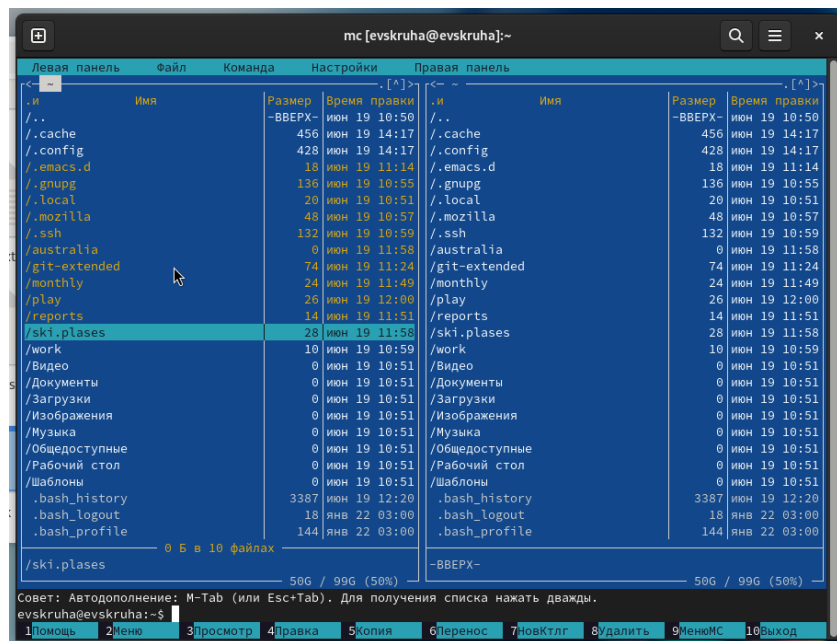 mc [evskruha@evskruha]:~
Левая панель Файл Команда Настройки Правая панель
<─ ~ ─.[^]>┐┌<─ ~ ─.[^]>
.и Имя Размер Время правки .и Имя Размер Время правки
/.. -ВВЕРХ- июн 19 10:50 /.. -ВВЕРХ- июн 19 10:50
/.cache 456 июн 19 14:17 /.cache 456 июн 19 14:17
/.config 428 июн 19 14:17 /.config 428 июн 19 14:17
/.emacs.d 18 июн 19 11:14 /.emacs.d 18 июн 19 11:14
/.gnupg 136 июн 19 10:55 /.gnupg 136 июн 19 10:55
/.local 20 июн 19 10:51 /.local 20 июн 19 10:51
/.mozilla 48 июн 19 10:57 /.mozilla 48 июн 19 10:57
/.ssh 132 июн 19 10:59 /.ssh 132 июн 19 10:59
/australia 0 июн 19 11:58 /australia 0 июн 19 11:58
/git-extended 74 июн 19 11:24 /git-extended 74 июн 19 11:24
/monthly 24 июн 19 11:49 /monthly 24 июн 19 11:49
/play 26 июн 19 12:00 /play 26 июн 19 12:00
/reports 14 июн 19 11:51 /reports 14 июн 19 11:51
/ski.plases 28 июн 19 11:58 /ski.plases 28 июн 19 11:58
/work 10 июн 19 10:59 /work 10 июн 19 10:59
/Видео 0 июн 19 10:51 /Видео 0 июн 19 10:51
/Документы 0 июн 19 10:51 /Документы 0 июн 19 10:51
/Загрузки 0 июн 19 10:51 /Загрузки 0 июн 19 10:51
/Изображения 0 июн 19 10:51 /Изображения 0 июн 19 10:51
/Музыка 0 июн 19 10:51 /Музыка 0 июн 19 10:51
/Общедоступные 0 июн 19 10:51 /Общедоступные 0 июн 19 10:51
/Рабочий стол 0 июн 19 10:51 /Рабочий стол 0 июн 19 10:51
/Шаблоны 0 июн 19 10:51 /Шаблоны 0 июн 19 10:51
.bash_history 3387 июн 19 12:20 .bash_history 3387 июн 19 12:20
.bash_logout 18 янв 22 03:00 .bash_logout 18 янв 22 03:00
.bash_profile 144 янв 22 03:00 .bash_profile 144 янв 22 03:00
0 Б в 10 файлах
/ski.plases -ВВЕРХ-
50G / 99G (50%) 50G / 99G (50%)
Совет: Автодополнение: M-Tab (или Esc+Tab). Для получения списка нажать дважды.
evskruha@evskruha:~$
1Помощь 2Меню 3Просмотр 4Правка 5Копия 6Перенос 7НовКтлг 8Удалить 9МенюMC 10Выход